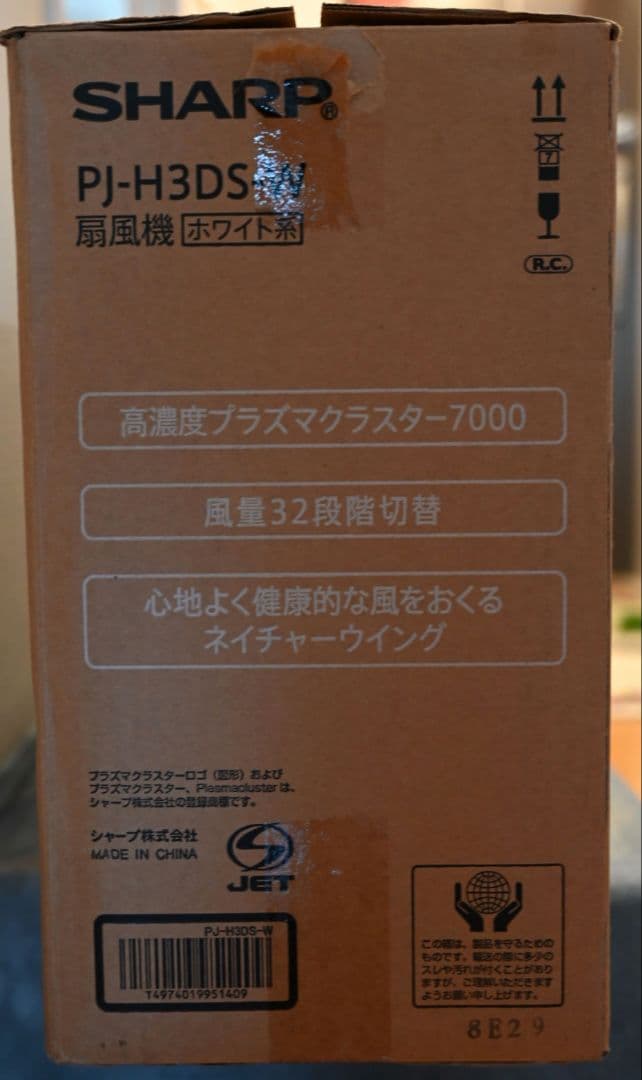 SHARP®
PJ-H3DS-W
扇風機 ホワイト系
7
R.C.
高濃度プラズマクラスター7000
風量32段階切替
心地よく健康的な風をおくる
ネイチャーウイング
プラズマクラスターロゴ（図形）および
プラズマクラスター、Plasmaclusterは、
シャープ株式会社の登録商標です。
シャープ株式会社
MADE IN CHINA
JET
PJ-H3DS-W
T4974019951409
この箱は、製品を守るための
ものです。輸送の際に多少の
スレや汚れが付くことがあり
ますが、ご理解いただきます
ようお願い申し上げます。
8E29